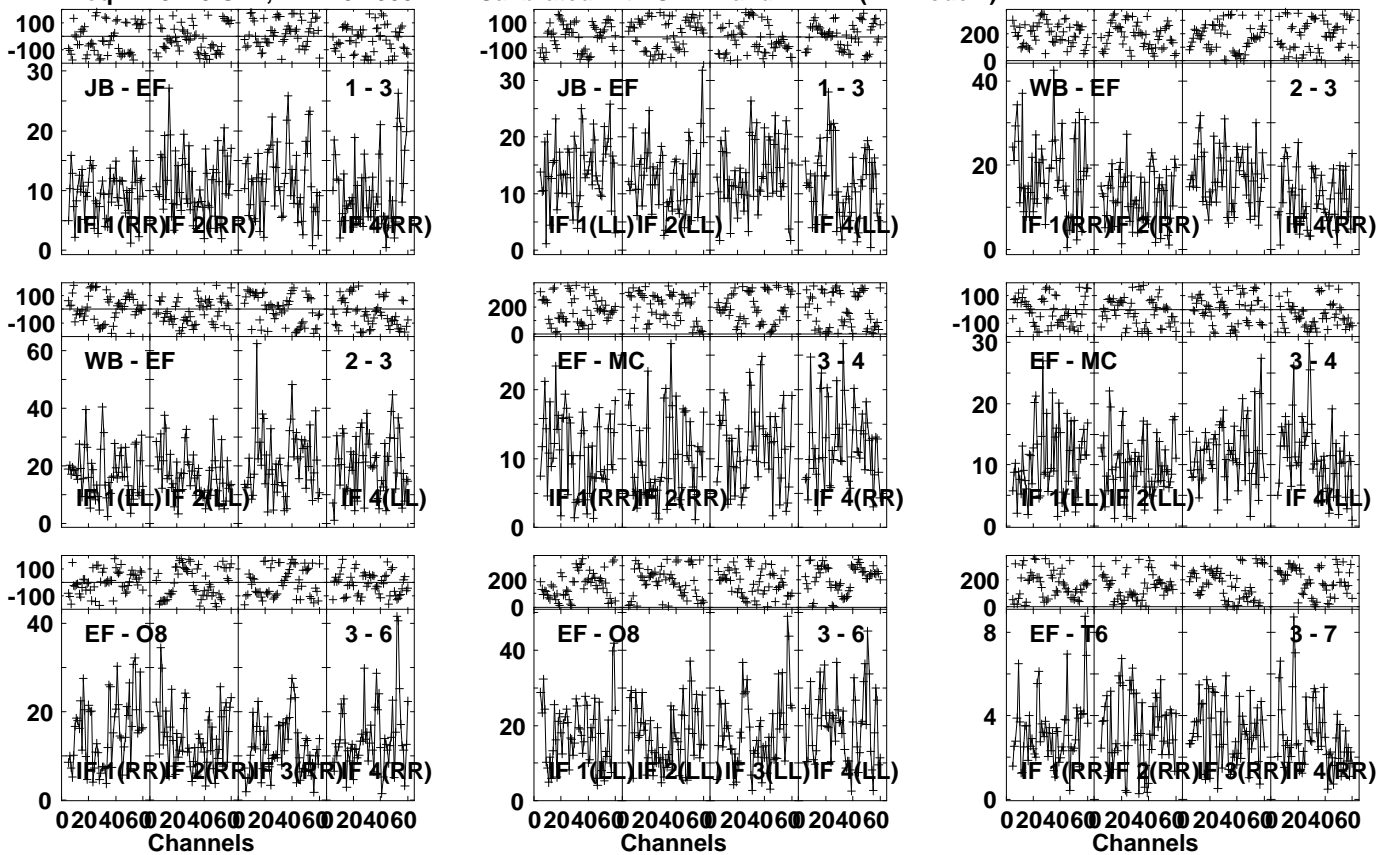 100
-100
30
20
10
0
JB - EF
1 - 3
IF 1(RR)
IF 2(RR)
IF 4(RR)
100
-100
30
20
10
0
JB - EF
1 - 3
IF 1(LL)
IF 2(LL)
IF 4(LL)
200
0
40
20
0
WB - EF
2 - 3
IF 1(RR)
IF 2(RR)
IF 4(RR)
100
-100
60
40
20
0
WB - EF
2 - 3
IF 1(LL)
IF 2(LL)
IF 4(LL)
200
0
20
10
0
EF - MC
3 - 4
IF 1(RR)
IF 2(RR)
IF 4(RR)
100
-100
30
20
10
0
EF - MC
3 - 4
IF 1(LL)
IF 2(LL)
IF 4(LL)
100
-100
40
20
0
EF - O8
3 - 6
IF 1(RR)
IF 2(RR)
IF 3(RR)
IF 4(RR)
0 20 40 60 0 20 40 60 0 20 40 60 0 20 40 60
Channels
200
0
40
20
0
EF - O8
3 - 6
IF 1(LL)
IF 2(LL)
IF 3(LL)
IF 4(LL)
0 20 40 60 0 20 40 60 0 20 40 60 0 20 40 60
Channels
200
0
8
4
0
EF - T6
3 - 7
IF 1(RR)
IF 2(RR)
IF 3(RR)
IF 4(RR)
0 20 40 60 0 20 40 60 0 20 40 60 0 20 40 60
Channels